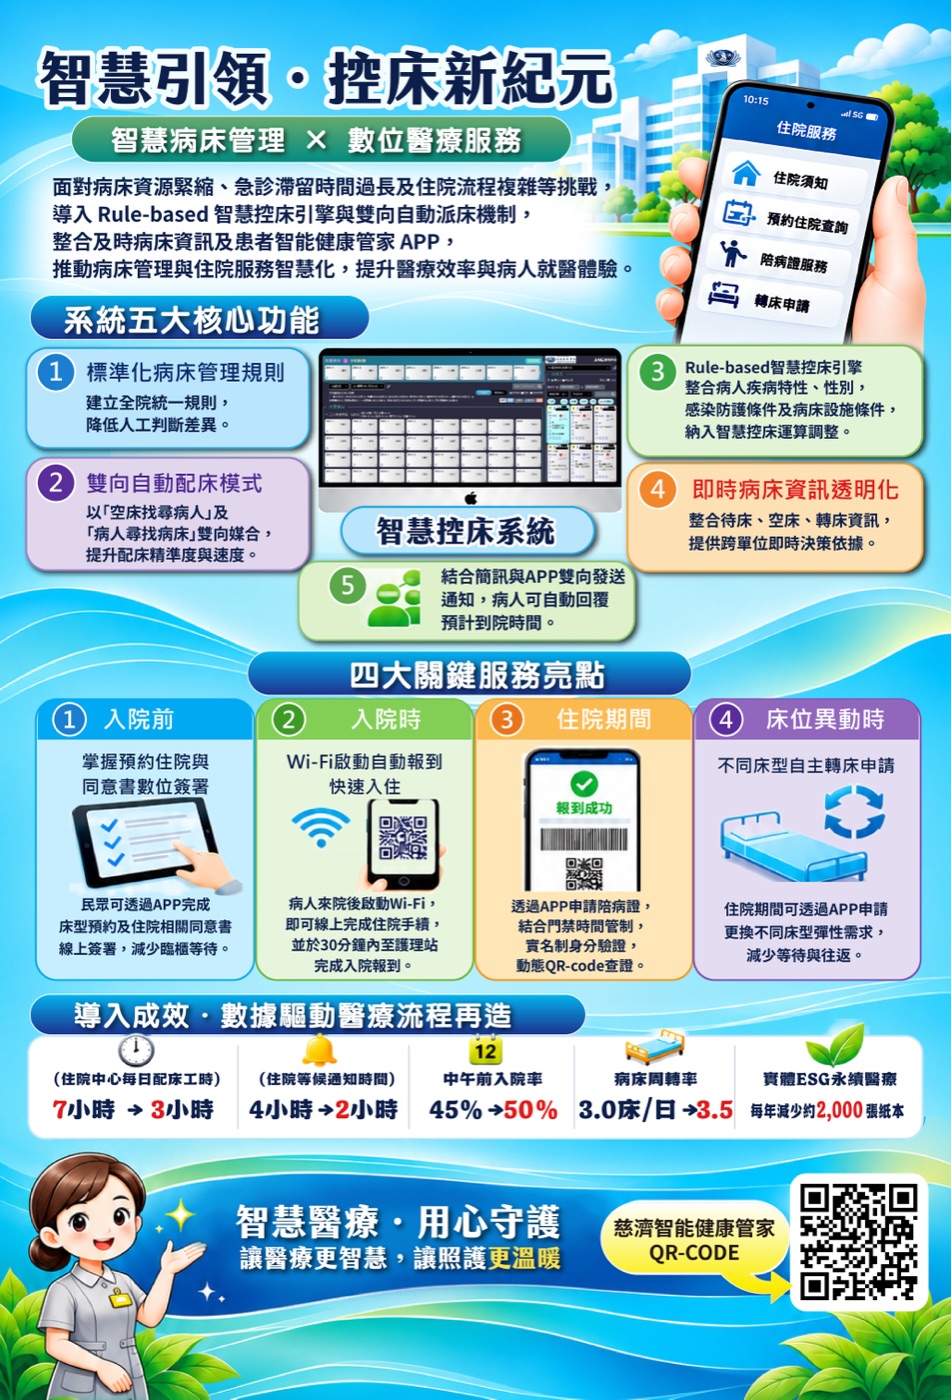 智慧引領・控床新紀元
智慧病床管理 × 數位醫療服務
面對病床資源緊縮、急診滯留時間過長及住院流程複雜等挑戰，
導入 Rule-based 智慧控床引擎與雙向自動派床機制，
整合及時病床資訊及患者智能健康管家 APP，
推動病床管理與住院服務智慧化，提升醫療效率與病人就醫體驗。
10:15
5G
住院服務
住院須知
預約住院查詢
陪病證服務
轉床申請
系統五大核心功能
1 標準化病床管理規則
建立全院統一規則，
降低人工判斷差異。
2 雙向自動配床模式
以「空床找尋病人」及
「病人尋找病床」雙向媒合，
提升配床精準度與速度。
智慧控床系統
3 Rule-based智慧控床引擎
整合病人疾病特性、性別，
感染防護條件及病床設施條件，
納入智慧控床運算調整。
4 即時病床資訊透明化
整合待床、空床、轉床資訊，
提供跨單位即時決策依據。
5 結合簡訊與APP雙向發送
通知，病人可自動回覆
預計到院時間。
四大關鍵服務亮點
1 入院前
掌握預約住院與
同意書數位簽署
民眾可透過APP完成
床型預約及住院相關同意書
線上簽署，減少臨櫃等待。
2 入院時
Wi-Fi啟動自動報到
快速入住
病人來院後啟動Wi-Fi，
即可線上完成住院手續，
並於30分鐘內至護理站
完成入院報到。
3 住院期間
報到成功
透過APP申請陪病證，
結合門禁時間管制，
實名制身分驗證，
動態QR-code查證。
4 床位異動時
不同床型自主轉床申請
住院期間可透過APP申請
更換不同床型彈性需求，
減少等待與往返。
導入成效・數據驅動醫療流程再造
(住院中心每日配床工時)
7小時 → 3小時
(住院等候通知時間)
4小時→2小時
12
中午前入院率
45%→50%
病床周轉率
3.0床/日→3.5
實體ESG永續醫療
每年減少約2,000張紙本
智慧醫療・用心守護
讓醫療更智慧，讓照護更溫暖
慈濟智能健康管家
QR-CODE